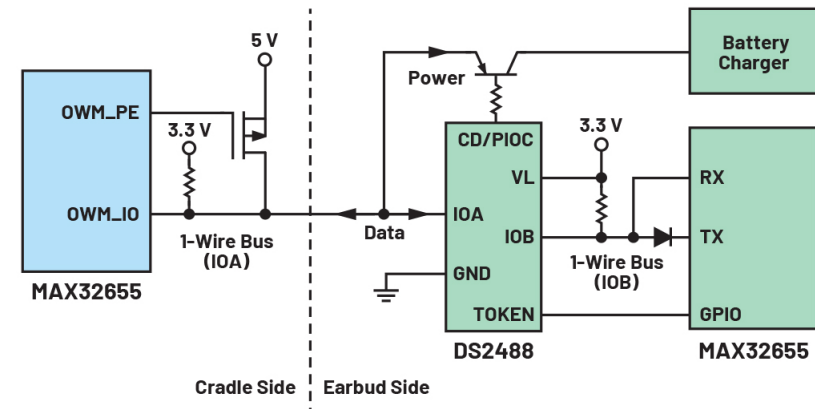 5 V
OWM_PE
3.3 V
OWM_IO
1-Wire Bus
(IOA)
MAX32655
Cradle Side
Earbud Side
Power
Data
Battery
Charger
CD/PIOC
VL
IOA
IOB
GND
TOKEN
DS2488
3.3 V
1-Wire Bus
(IOB)
RX
TX
GPIO
MAX32655